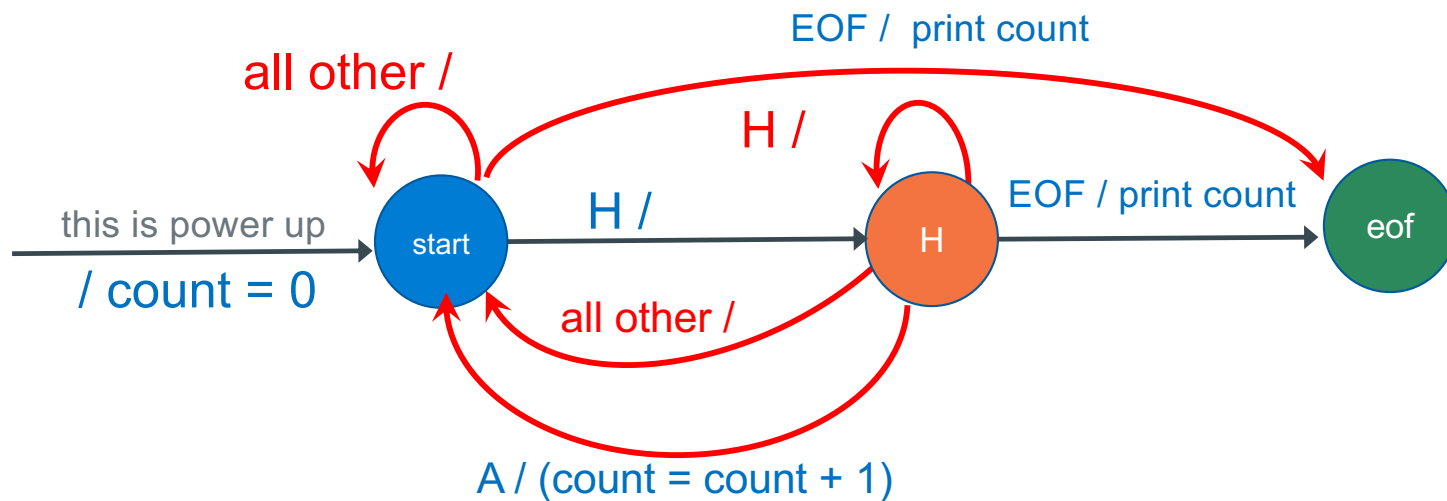 EOF / print count
all other /
H /
this is power up
H /
EOF / print count
start
H
eof
/ count = 0
all other /
A / (count = count + 1)